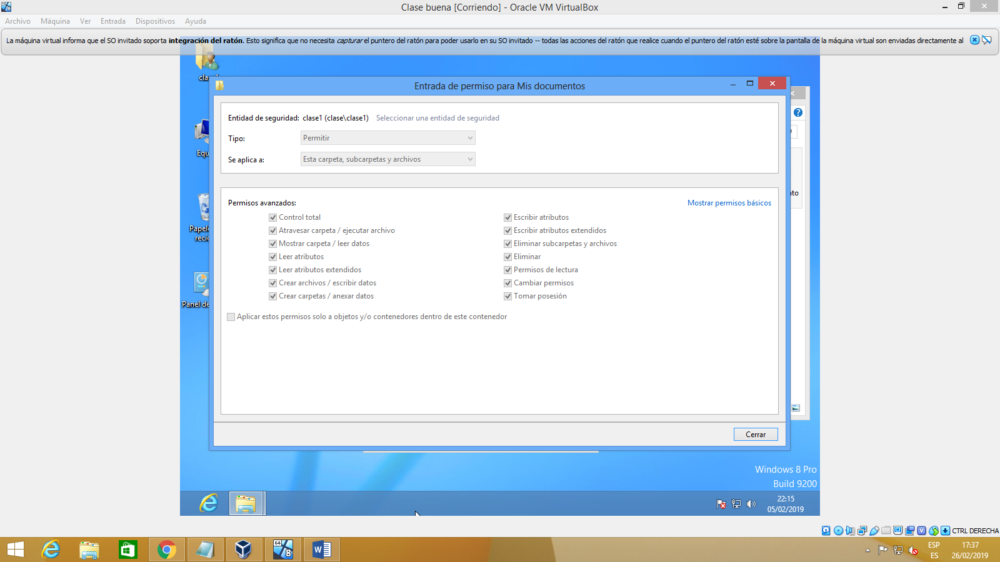 Clase buena [Corriendo] - Oracle VM VirtualBox
Archivo Máquina Ver Entrada Dispositivos Ayuda
La máquina virtual informa que el SO invitado soporta integración del ratón. Esto significa que no necesita capturar el puntero del ratón para poder usarlo en su SO invitado -- todas las acciones del ratón que realice cuando el puntero del ratón esté sobre la pantalla de la máquina virtual son enviadas directamente al
Entrada de permiso para Mis documentos
Entidad de seguridad: clase1 (clase\clase1) Seleccionar una entidad de seguridad
Tipo: Permitir
Se aplica a: Esta carpeta, subcarpetas y archivos
Permisos avanzados: Mostrar permisos básicos
Control total Escribir atributos
Atravesar carpeta / ejecutar archivo Escribir atributos extendidos
Mostrar carpeta / leer datos Eliminar subcarpetas y archivos
Leer atributos Eliminar
Leer atributos extendidos Permisos de lectura
Crear archivos / escribir datos Cambiar permisos
Crear carpetas / anexar datos Tomar posesión
Aplicar estos permisos solo a objetos y/o contenedores dentro de este contenedor
Cerrar
Equ
Papel
reci
Panel de
nto
Windows 8 Pro
Build 9200
22:15
05/02/2019
CTRL DERECHA
ESP
ES
17:37
26/02/2019